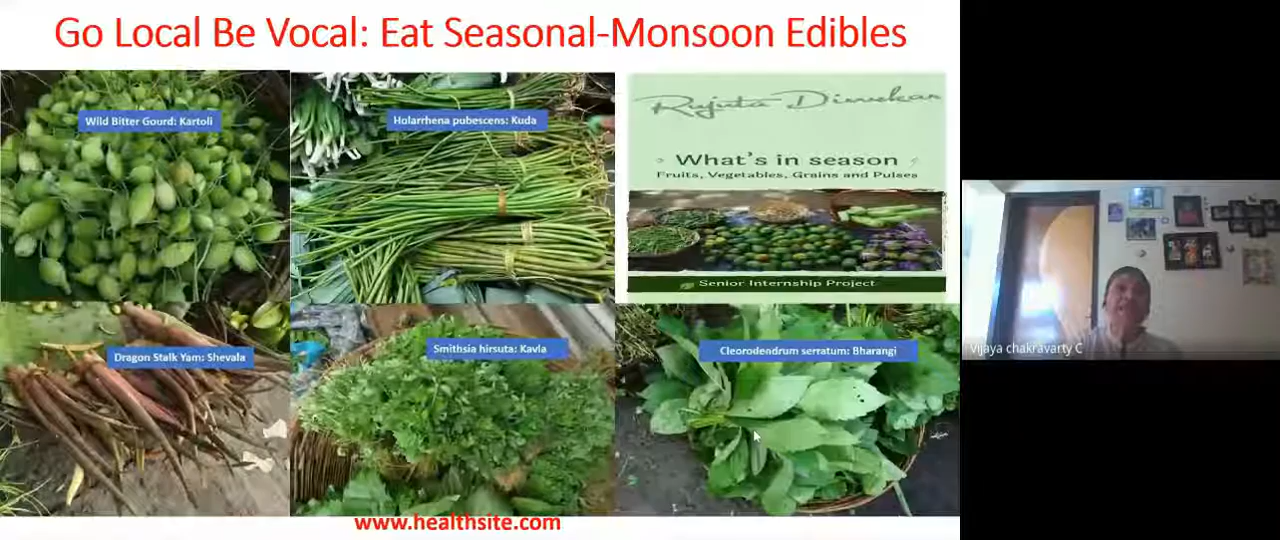 Go Local Be Vocal: Eat Seasonal-Monsoon Edibles
Wild Bitter Gourd: Kartoli
Holarrhena pubescens: Kuda
Rujuta Diwekar
What's in season
Fruits, Vegetables, Grains and Pulses
Senior Internship Project
Dragon Stalk Yam: Shevala
Smithsia hirsuta: Kavla
Cleorodendrum serratum: Bharangi
www.healthsite.com
Vijaya chakravarty C